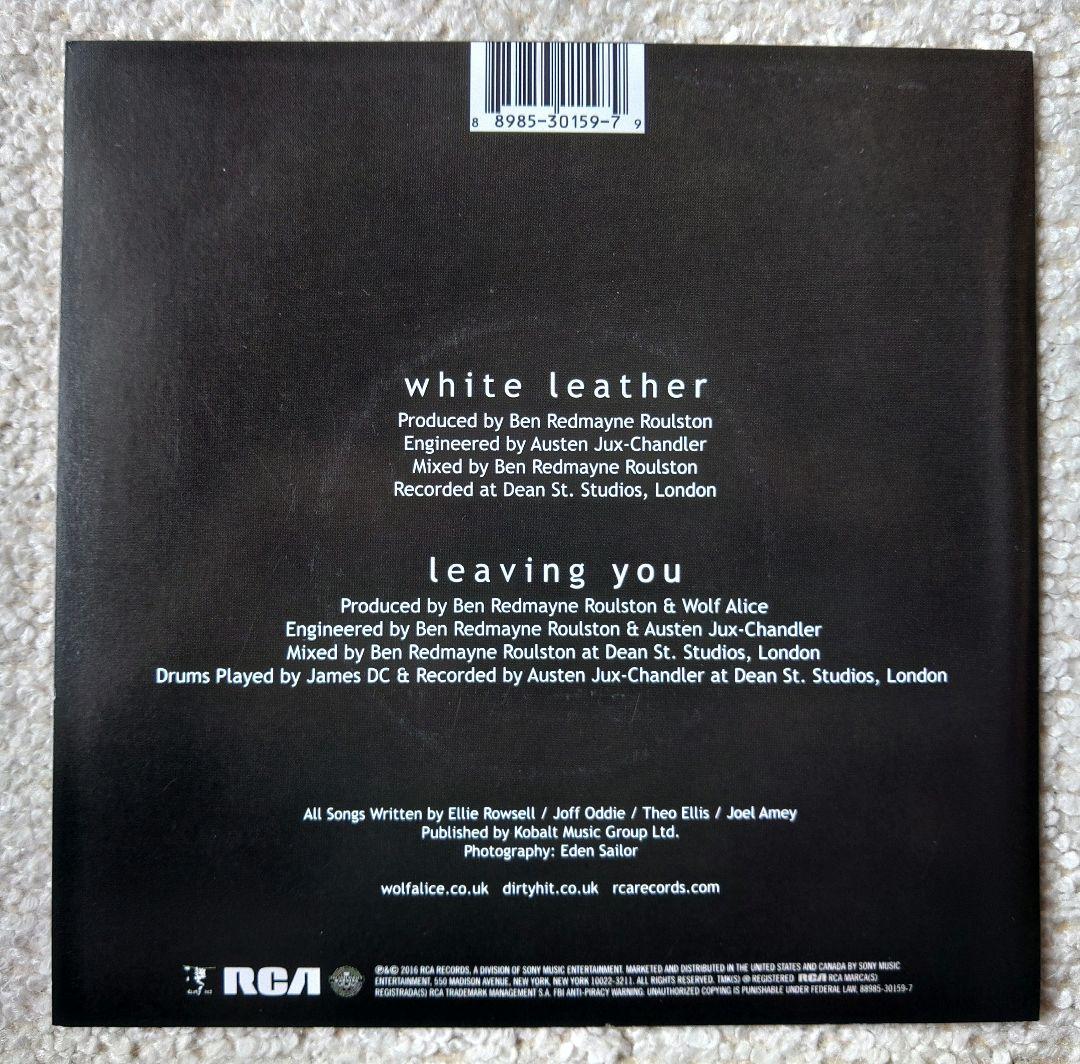 8 8985-30159-7 9
white leather
Produced by Ben Redmayne Roulston
Engineered by Austen Jux-Chandler
Mixed by Ben Redmayne Roulston
Recorded at Dean St. Studios, London
leaving you
Produced by Ben Redmayne Roulston & Wolf Alice
Engineered by Ben Redmayne Roulston & Austen Jux-Chandler
Mixed by Ben Redmayne Roulston at Dean St. Studios, London
Drums Played by James DC & Recorded by Austen Jux-Chandler at Dean St. Studios, London
All Songs Written by Ellie Rowsell / Joff Oddie / Theo Ellis / Joel Amey
Published by Kobalt Music Group Ltd.
Photography: Eden Sailor
wolfalice.co.uk dirtyhit.co.uk rcarecords.com
RCA
℗&© 2016 RCA RECORDS, A DIVISION OF SONY MUSIC ENTERTAINMENT. MARKETED AND DISTRIBUTED IN THE UNITED STATES AND CANADA BY SONY MUSIC
ENTERTAINMENT, 550 MADISON AVENUE, NEW YORK, NEW YORK 10022-3211. ALL RIGHTS RESERVED. TMK(S) ® REGISTERED RCA RCA MARCA(S)
REGISTRADA(S) RCA TRADEMARK MANAGEMENT S.A. FBI ANTI-PIRACY WARNING: UNAUTHORIZED COPYING IS PUNISHABLE UNDER FEDERAL LAW. 88985-30159-7